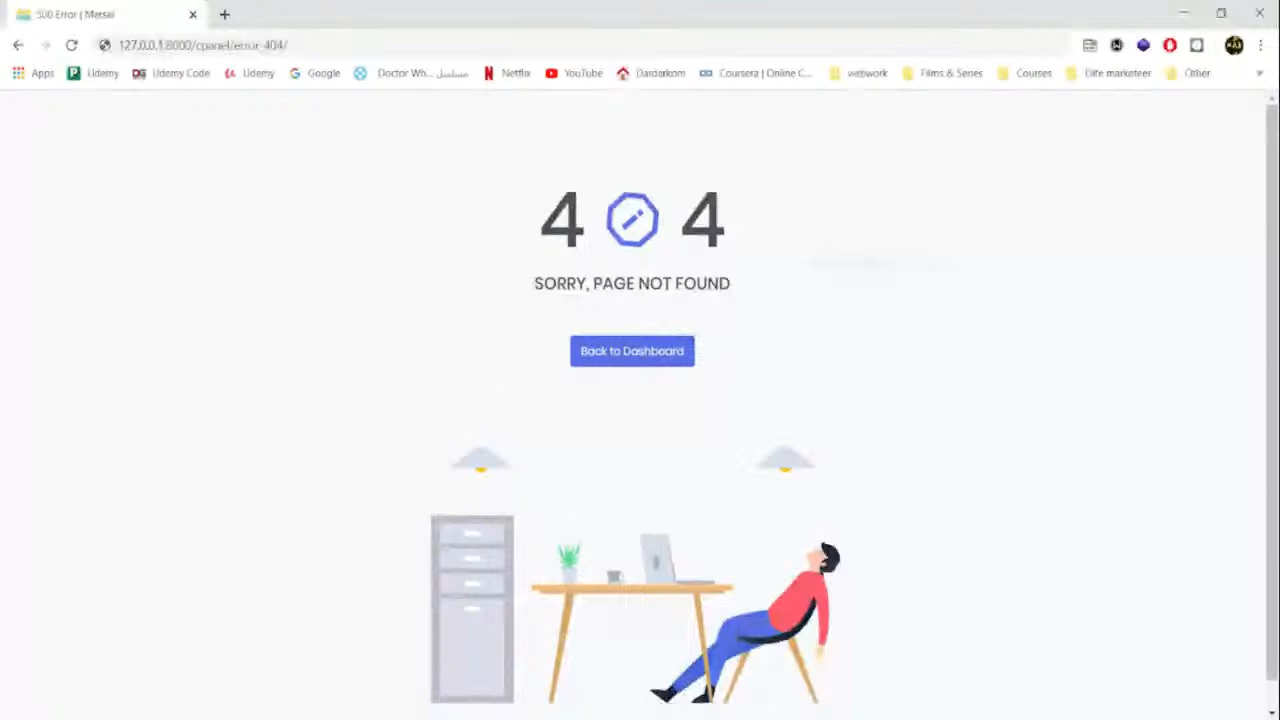 500 Error |
127.0.0.1:8000/cpanel/error-404/
Apps Udemy Udemy Code Udemy Google Doctor Wh... مسلسل Netflix YouTube Dardarkom Coursera | Online C... webwork Films & Series Courses Elife marketeer Other
4 4
SORRY, PAGE NOT FOUND
Back to Dashboard